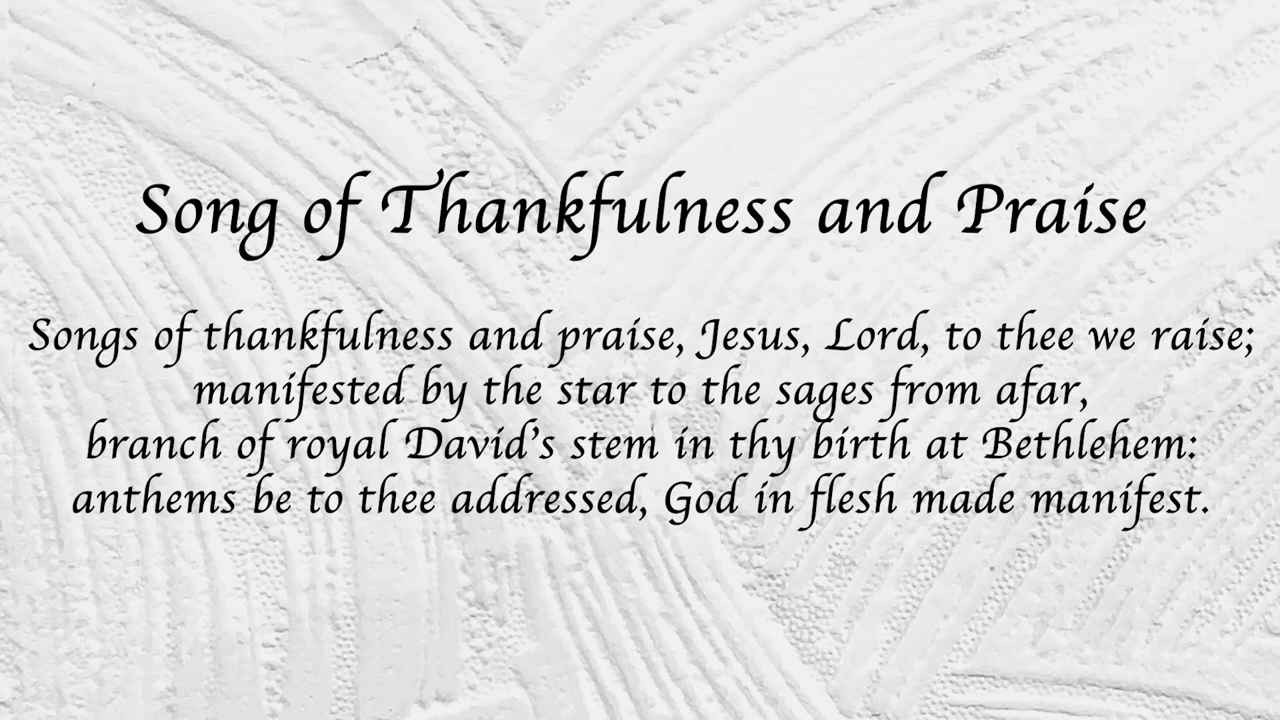 Song of Thankfulness and Praise
Songs of thankfulness and praise, Jesus, Lord, to thee we raise;
manifested by the star to the sages from afar,
branch of royal David's stem in thy birth at Bethlehem:
anthems be to thee addressed, God in flesh made manifest.